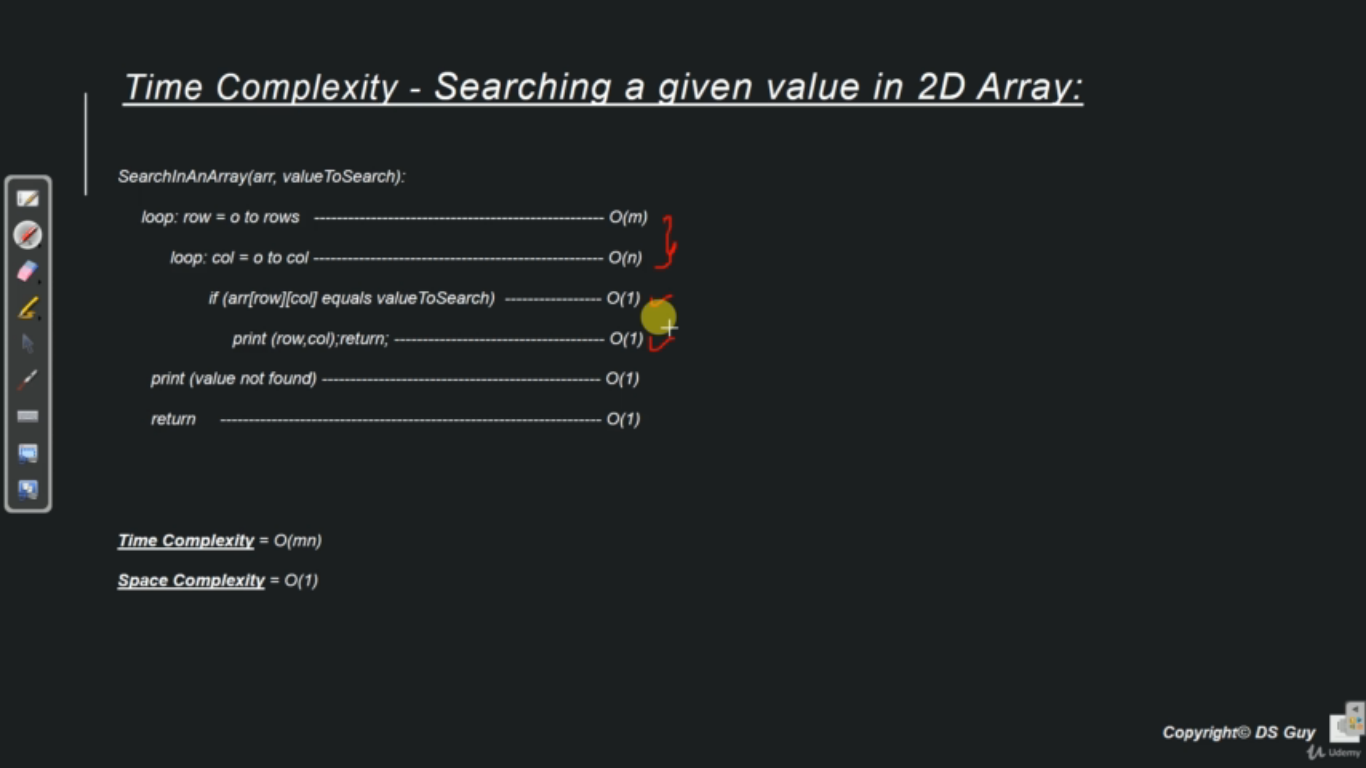 Time Complexity - Searching a given value in 2D Array:
SearchInAnArray(arr, valueToSearch):
loop: row = o to rows ---------------------------------------------------- O(m)
loop: col = o to col ---------------------------------------------------- O(n)
if (arr[row][col] equals valueToSearch) ----------------- O(1)
print (row,col);return; -------------------------------------- O(1)
print (value not found) -------------------------------------------------- O(1)
return -------------------------------------------------------------------- O(1)
Time Complexity = O(mn)
Space Complexity = O(1)
Copyright© DS Guy
Udemy